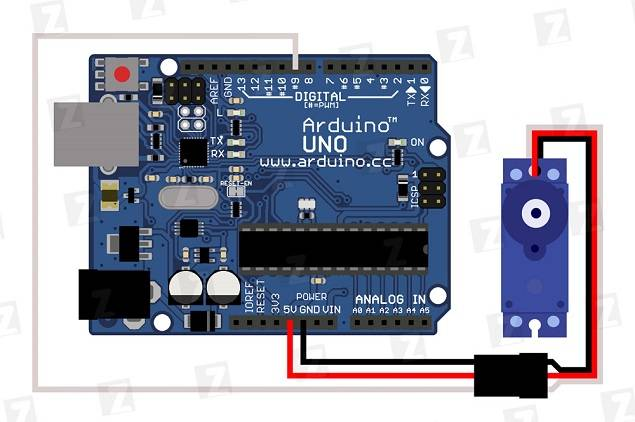 AREF
GND
13
12
#11
#10
#9
8
7
#6
#5
4
#3
2
TX▶1
RX◀0
DIGITAL
(#=PWM)
Arduino™
UNO
www.arduino.cc
TX
RX
ON
RESET-EN
1
ICSP
IOREF
RESET
3V3
5V GND VIN
POWER
ANALOG IN
A0 A1 A2 A3 A4 A5
Z